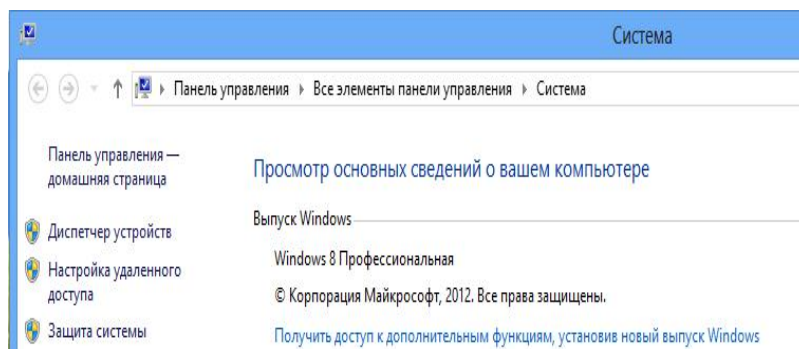 Система
Панель управления ▸ Все элементы панели управления ▸ Система
Панель управления —
домашняя страница
Диспетчер устройств
Настройка удаленного
доступа
Защита системы
Просмотр основных сведений о вашем компьютере
Выпуск Windows
Windows 8 Профессиональная
© Корпорация Майкрософт, 2012. Все права защищены.
Получить доступ к дополнительным функциям, установив новый выпуск Windows